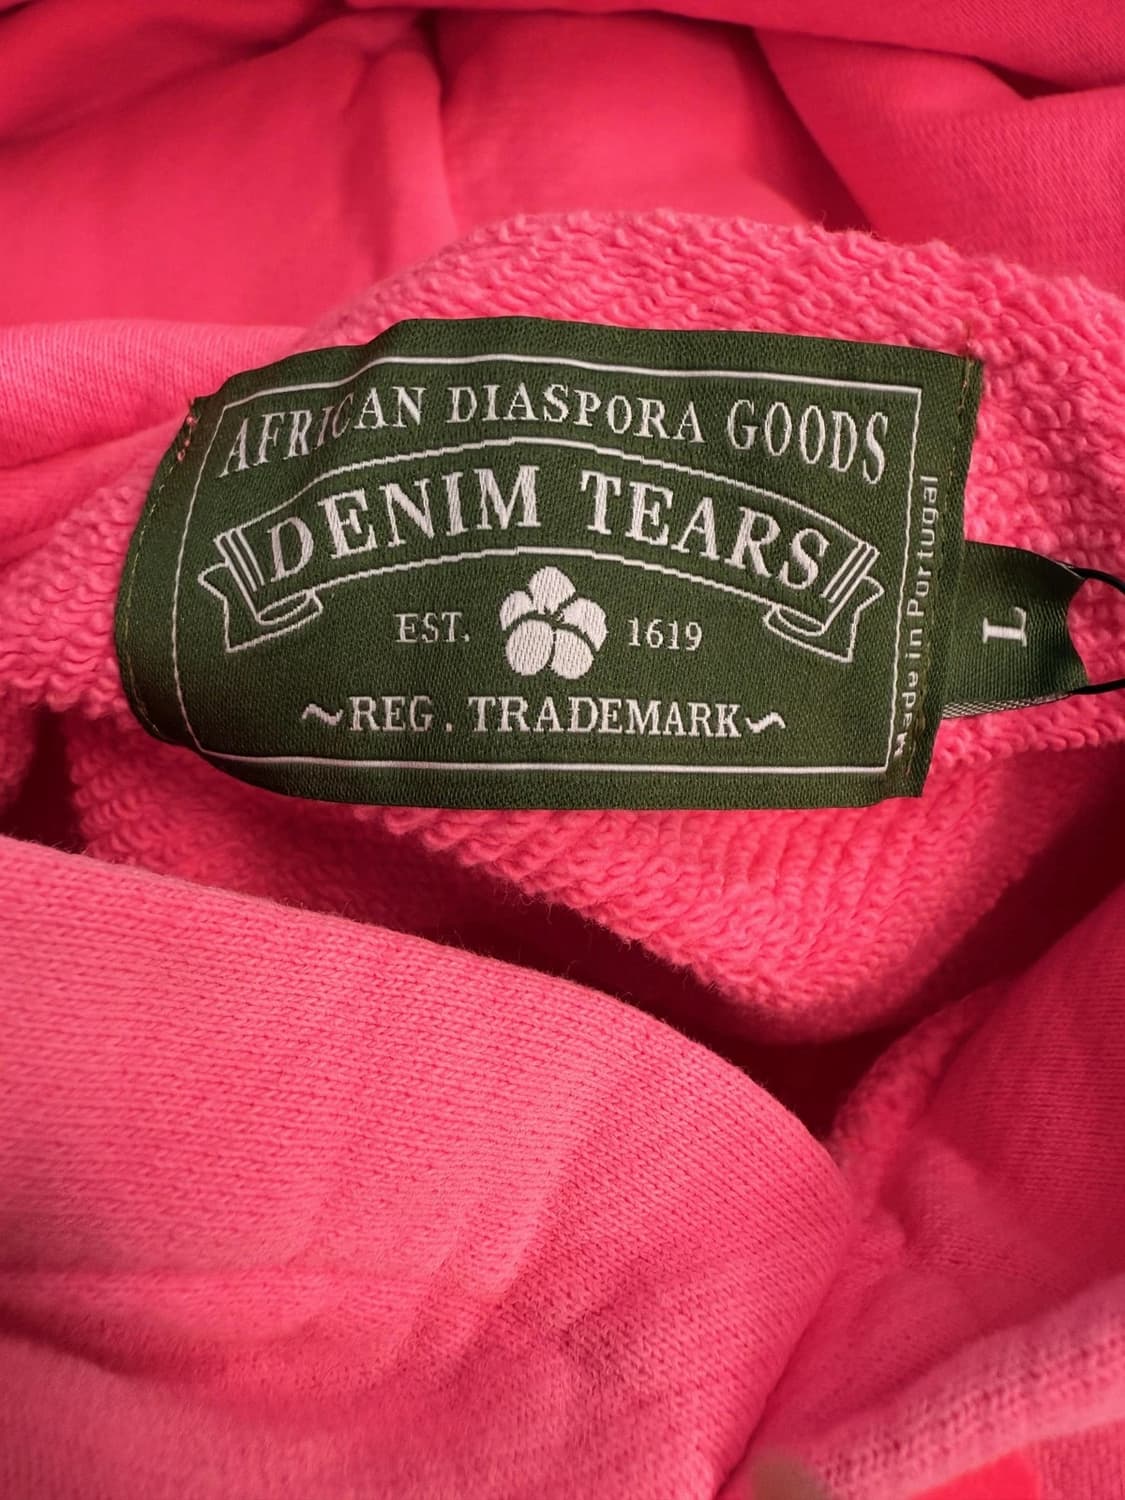 AFRICAN DIASPORA GOODS
DENIM TEARS
EST. 1619
~REG. TRADEMARK~
Made in Portugal
L